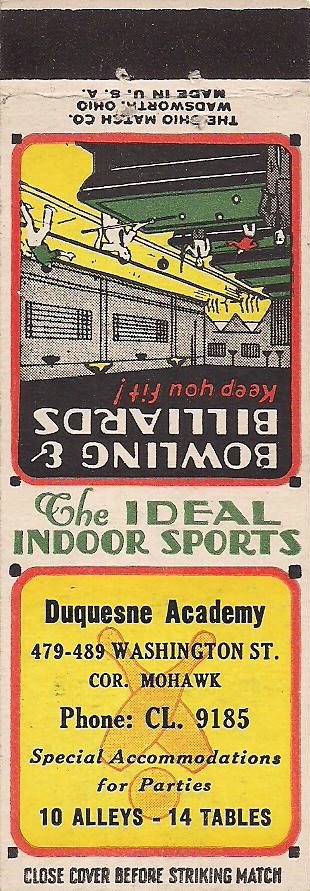 THE OHIO MATCH CO.
WADSWORTH, OHIO
MADE IN U. S. A.
BOWLING &
BILLIARDS
Keep you fit!
The IDEAL
INDOOR SPORTS
Duquesne Academy
479-489 WASHINGTON ST.
COR. MOHAWK
Phone: CL. 9185
Special Accommodations
for Parties
10 ALLEYS - 14 TABLES
CLOSE COVER BEFORE STRIKING MATCH